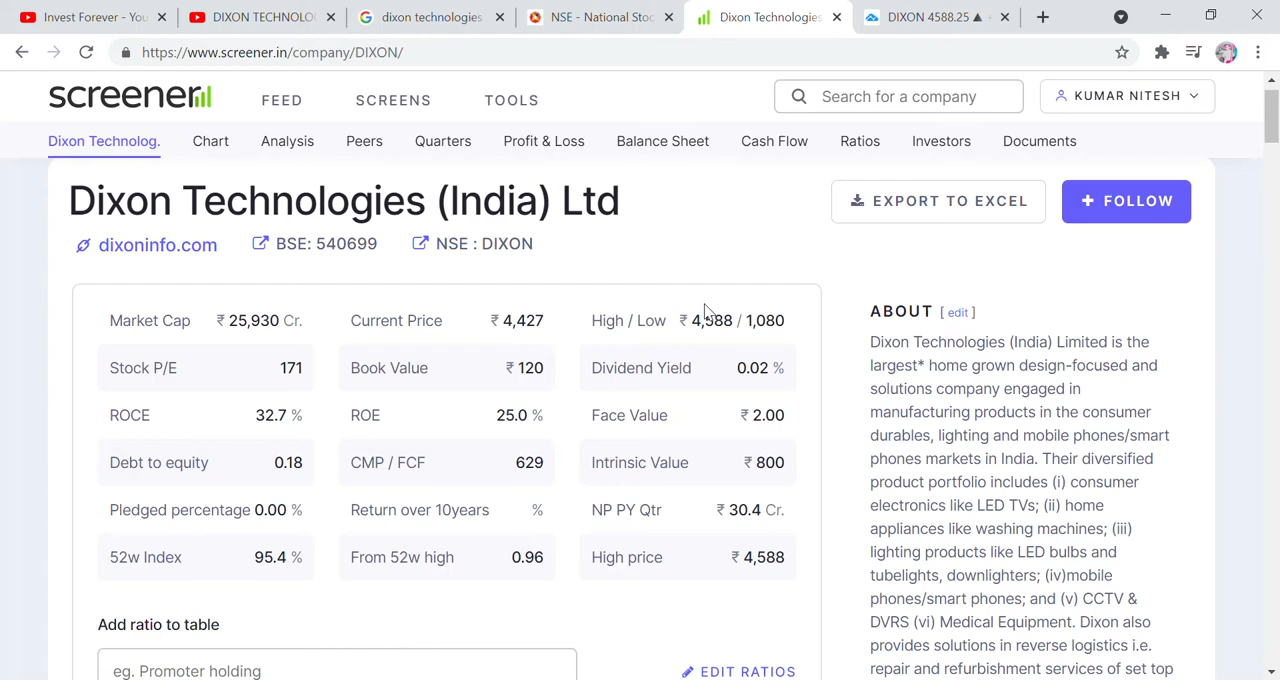 Invest Forever - You
DIXON TECHNOLO
dixon technologies
NSE - National Stoc
Dixon Technologies
DIXON 4588.25 ▲
https://www.screener.in/company/DIXON/
screener
FEED
SCREENS
TOOLS
Search for a company
KUMAR NITESH
Dixon Technolog.
Chart
Analysis
Peers
Quarters
Profit & Loss
Balance Sheet
Cash Flow
Ratios
Investors
Documents
Dixon Technologies (India) Ltd
EXPORT TO EXCEL
+ FOLLOW
dixoninfo.com
BSE: 540699
NSE : DIXON
Market Cap ₹ 25,930 Cr.
Current Price ₹ 4,427
High / Low ₹ 4,588 / 1,080
Stock P/E 171
Book Value ₹ 120
Dividend Yield 0.02 %
ROCE 32.7 %
ROE 25.0 %
Face Value ₹ 2.00
Debt to equity 0.18
CMP / FCF 629
Intrinsic Value ₹ 800
Pledged percentage 0.00 %
Return over 10years %
NP PY Qtr ₹ 30.4 Cr.
52w Index 95.4 %
From 52w high 0.96
High price ₹ 4,588
Add ratio to table
eg. Promoter holding
EDIT RATIOS
ABOUT [ edit ]
Dixon Technologies (India) Limited is the
largest* home grown design-focused and
solutions company engaged in
manufacturing products in the consumer
durables, lighting and mobile phones/smart
phones markets in India. Their diversified
product portfolio includes (i) consumer
electronics like LED TVs; (ii) home
appliances like washing machines; (iii)
lighting products like LED bulbs and
tubelights, downlighters; (iv)mobile
phones/smart phones; and (v) CCTV &
DVRS (vi) Medical Equipment. Dixon also
provides solutions in reverse logistics i.e.
repair and refurbishment services of set top